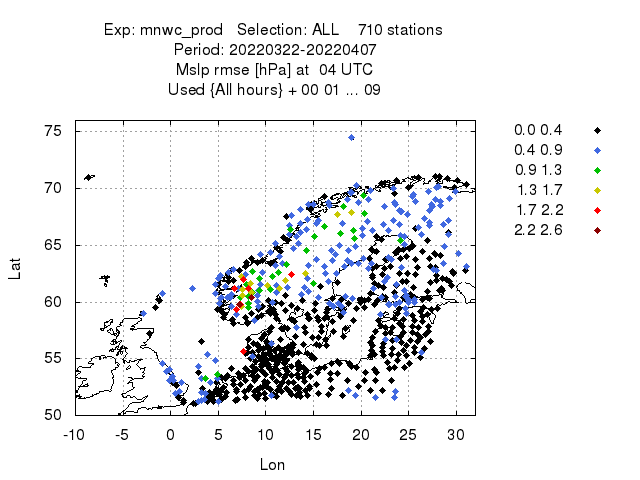 Exp: mnwc_prod   Selection: ALL    710 stations
Period: 20220322-20220407
Mslp rmse [hPa] at  04 UTC
Used {All hours} + 00 01 ... 09
0.0 0.4
0.4 0.9
0.9 1.3
1.3 1.7
1.7 2.2
2.2 2.6
75
70
65
60
55
50
Lat
-10 -5 0 5 10 15 20 25 30
Lon